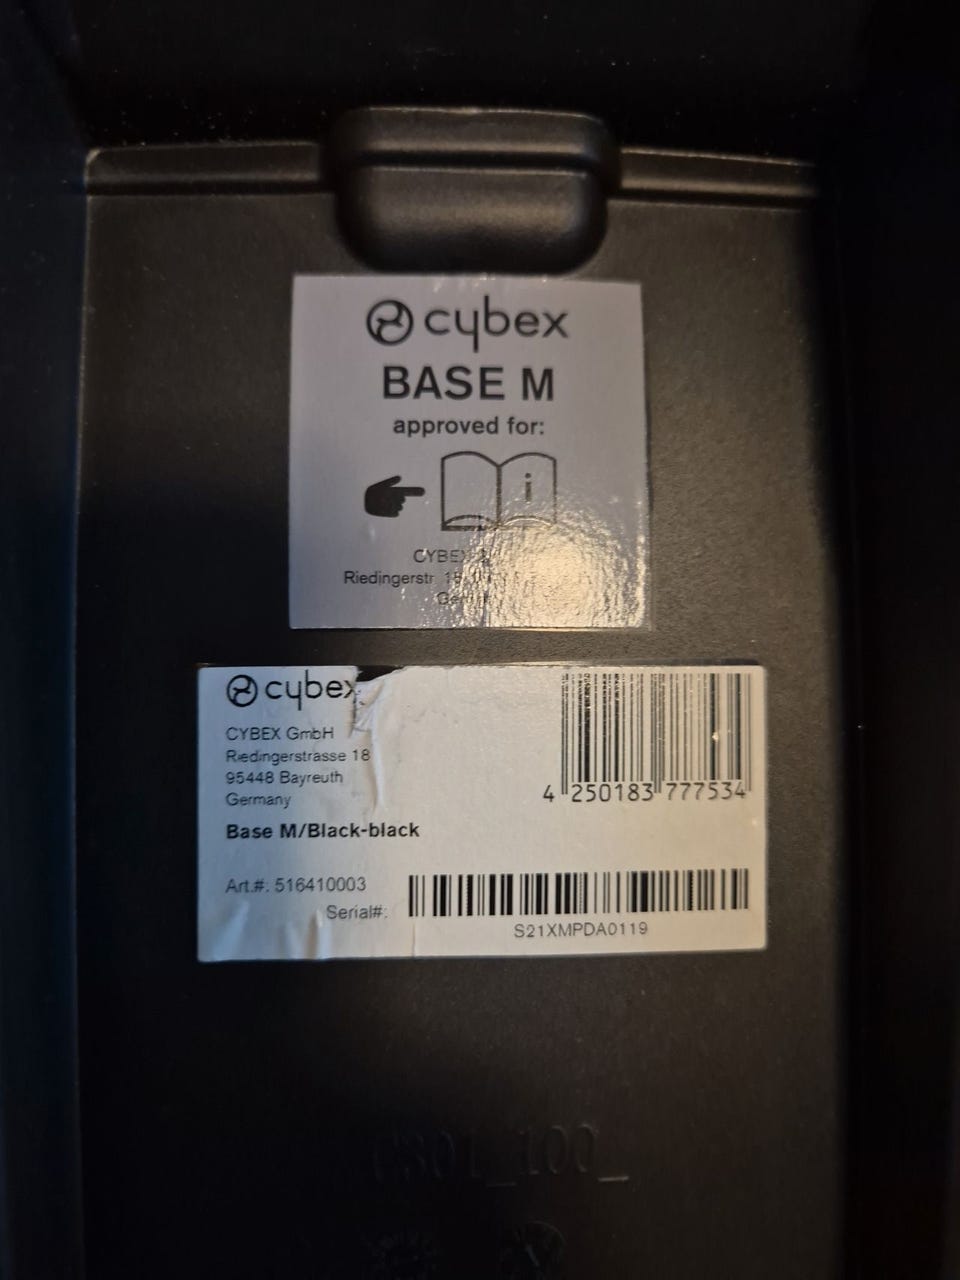 cybex
BASE M
approved for:
i
CYBEX
Riedingerstr.
cybex
CYBEX GmbH
Riedingerstrasse 18
95448 Bayreuth
Germany
Base M/Black-black
4 250183 777534
Art.#: 516410003
Serial#:
S21XMPDA0119